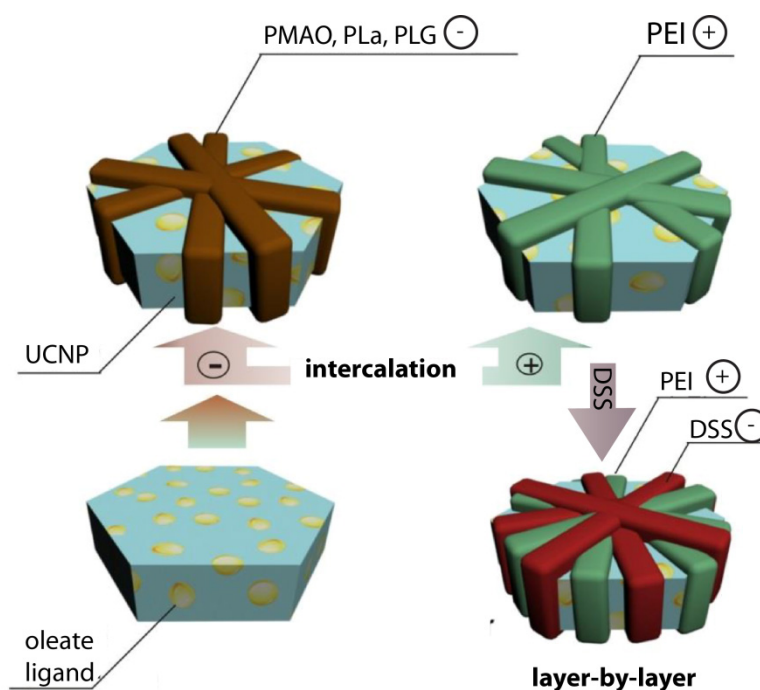 PMAO, PLa, PLG -
PEI +
UCNP
-
intercalation
+
DSS
PEI +
DSS -
oleate
ligand
layer-by-layer